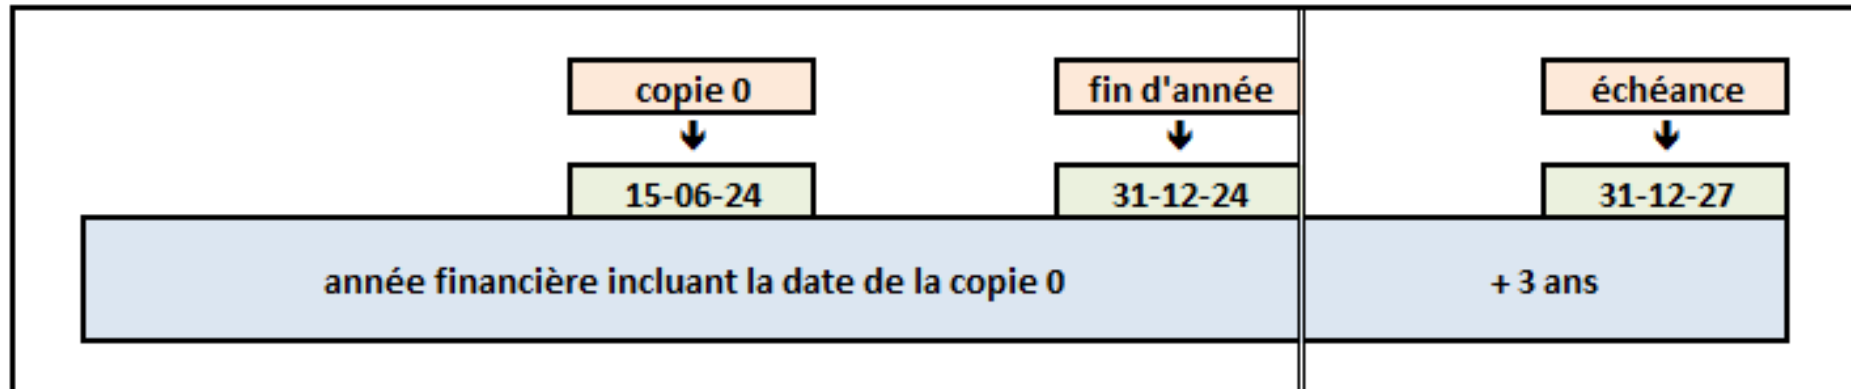 copie 0
fin d'année
échéance
15-06-24
31-12-24
31-12-27
année financière incluant la date de la copie 0
+ 3 ans